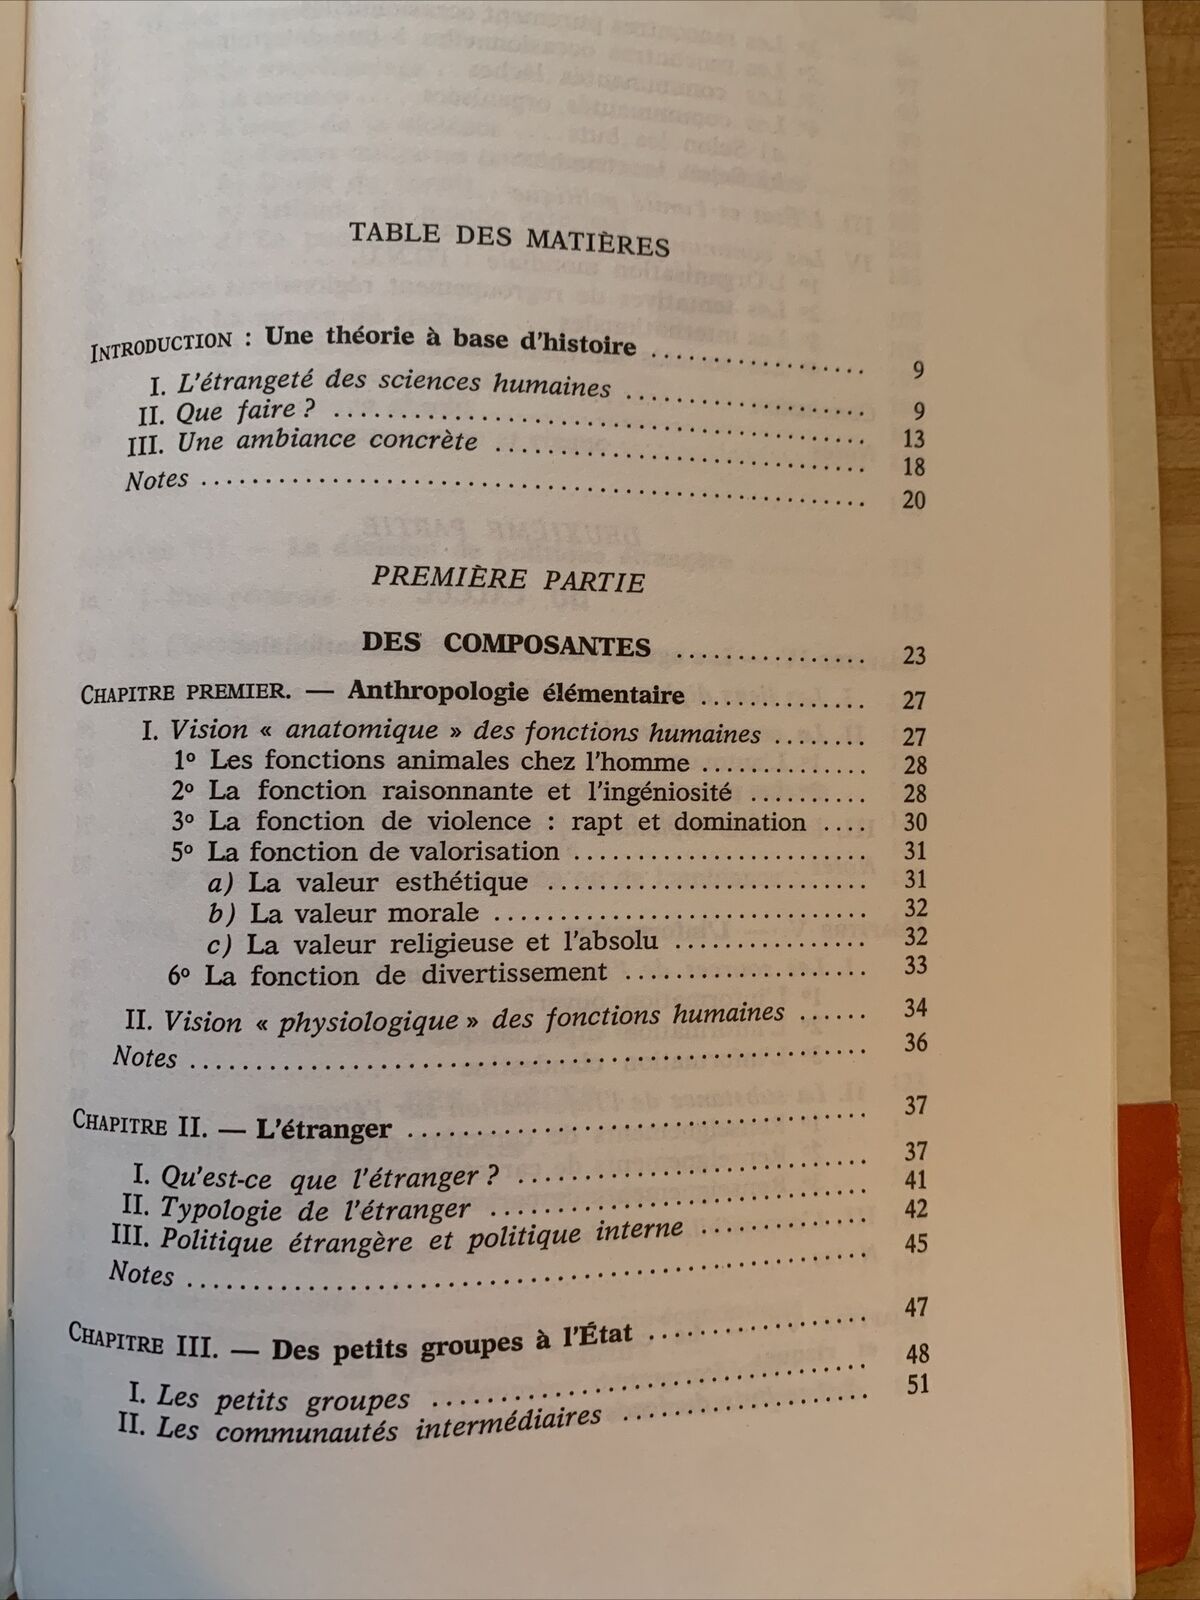 TABLE DES MATIÈRES
INTRODUCTION : Une théorie à base d'histoire .................. 9
I. L'étrangeté des sciences humaines .................. 9
II. Que faire ? .................. 13
III. Une ambiance concrète .................. 18
Notes .................. 20
PREMIÈRE PARTIE
DES COMPOSANTES ............... 23
CHAPITRE PREMIER. — Anthropologie élémentaire .............. 27
I. Vision « anatomique » des fonctions humaines ........ 27
1º Les fonctions animales chez l'homme .............. 28
2º La fonction raisonnante et l'ingéniosité .......... 28
3º La fonction de violence : rapt et domination .... 30
5º La fonction de valorisation .................. 31
a) La valeur esthétique .................. 31
b) La valeur morale .................. 32
c) La valeur religieuse et l'absolu ................ 32
6º La fonction de divertissement .................. 33
II. Vision « physiologique » des fonctions humaines ...... 34
Notes .................. 36
CHAPITRE II. — L'étranger .................. 37
I. Qu'est-ce que l'étranger ? .................. 37
II. Typologie de l'étranger .................. 41
III. Politique étrangère et politique interne .............. 42
Notes .................. 45
CHAPITRE III. — Des petits groupes à l'État .................. 47
I. Les petits groupes .................. 48
II. Les communautés intermédiaires .................. 51